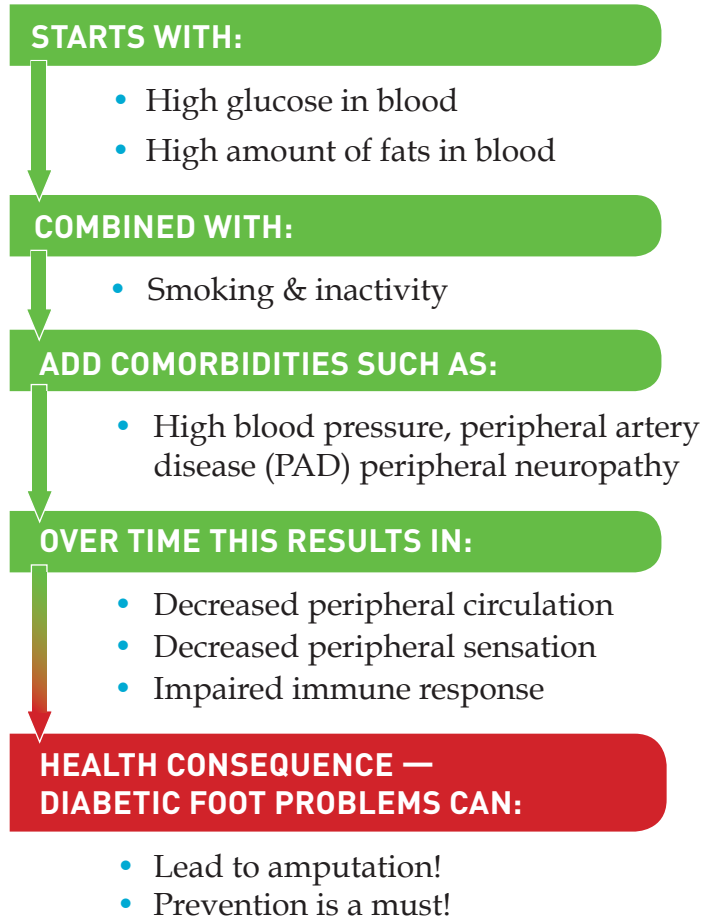 STARTS WITH:
• High glucose in blood
• High amount of fats in blood
COMBINED WITH:
• Smoking & inactivity
ADD COMORBIDITIES SUCH AS:
• High blood pressure, peripheral artery
disease (PAD) peripheral neuropathy
OVER TIME THIS RESULTS IN:
• Decreased peripheral circulation
• Decreased peripheral sensation
• Impaired immune response
HEALTH CONSEQUENCE —
DIABETIC FOOT PROBLEMS CAN:
• Lead to amputation!
• Prevention is a must!